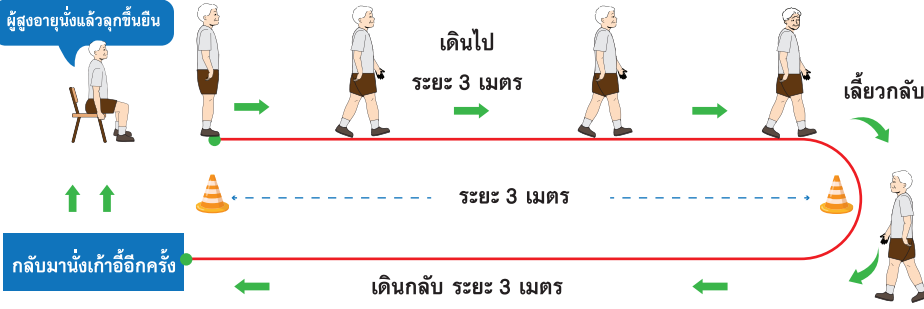 ผู้สูงอายุนั่งแล้วลุกขึ้นยืน
เดินไป
ระยะ 3 เมตร
เลี้ยวกลับ
ระยะ 3 เมตร
กลับมานั่งเก้าอี้อีกครั้ง
เดินกลับ ระยะ 3 เมตร